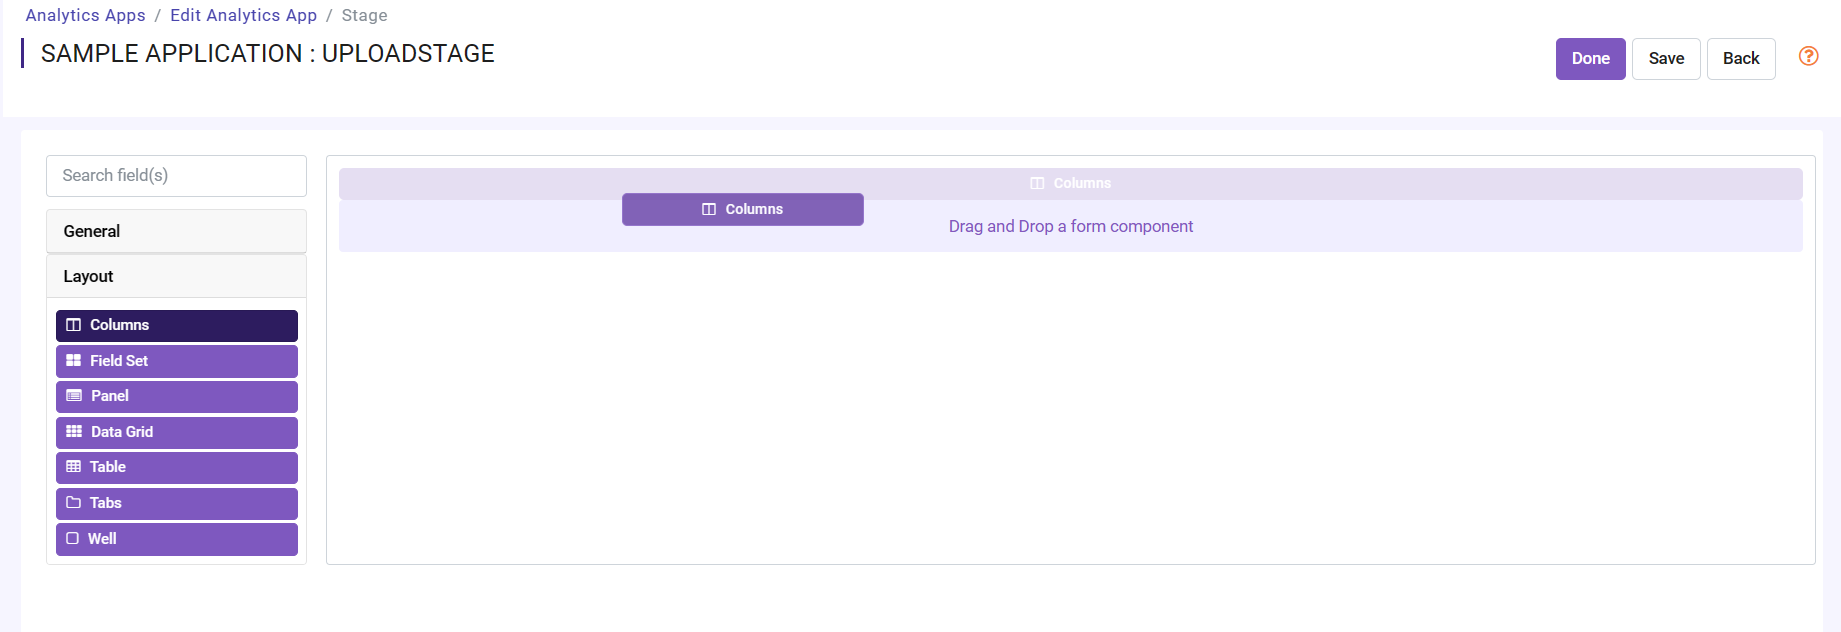 Analytics Apps / Edit Analytics App / Stage
SAMPLE APPLICATION : UPLOADSTAGE
Done
Save
Back
?
Search field(s)
General
Layout
Columns
Field Set
Panel
Data Grid
Table
Tabs
Well
Columns
Columns
Drag and Drop a form component